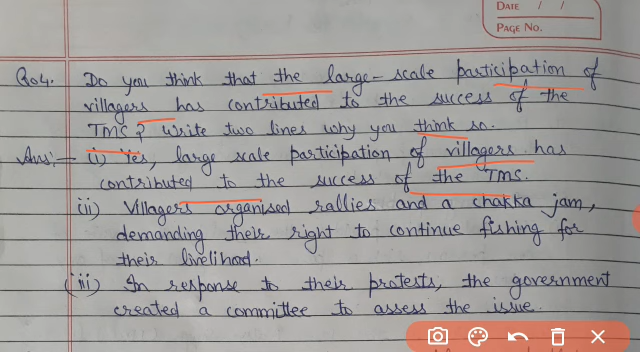 DATE / /
PAGE NO.
Q04. Do you think that the large-scale participation of
villagers has contributed to the success of the
TMS? Write two lines why you think so.
Ans:- (i) Yes, large scale participation of villagers has
contributed to the success of the TMS.
(ii) Villagers organised rallies and a chakka jam,
demanding their right to continue fishing for
their livelihood.
(iii) In response to their protests, the government
created a committee to assess the issue.